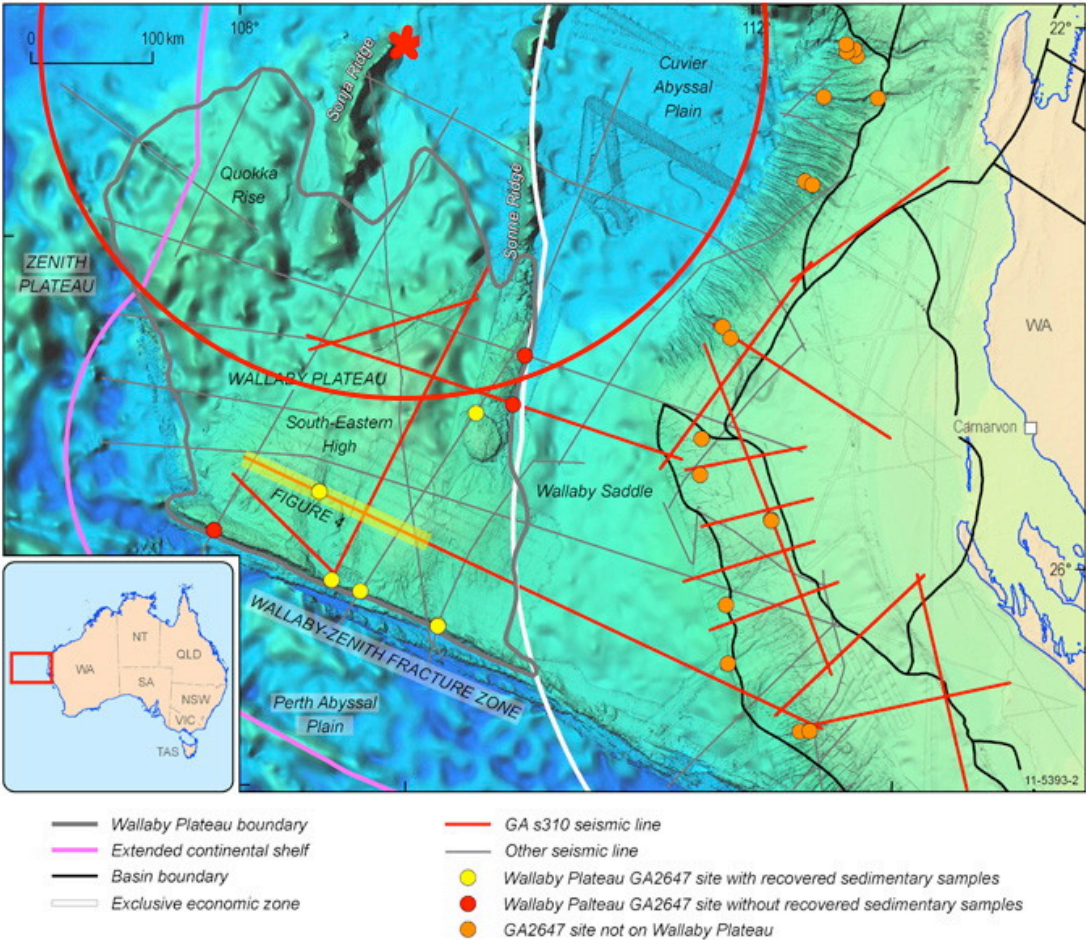 108°
112°
22°
0
100 km
Sonja Ridge
Cuvier
Abyssal
Plain
Quokka
Rise
Sonne Ridge
ZENITH
PLATEAU
WA
WALLABY PLATEAU
South-Eastern
High
Carnarvon
Wallaby Saddle
FIGURE 4
26°
WALLABY-ZENITH FRACTURE ZONE
Perth Abyssal
Plain
NT
WA
QLD
SA
NSW
VIC
TAS
11-5393-2
Wallaby Plateau boundary
Extended continental shelf
Basin boundary
Exclusive economic zone
GA s310 seismic line
Other seismic line
Wallaby Plateau GA2647 site with recovered sedimentary samples
Wallaby Palteau GA2647 site without recovered sedimentary samples
GA2647 site not on Wallaby Plateau